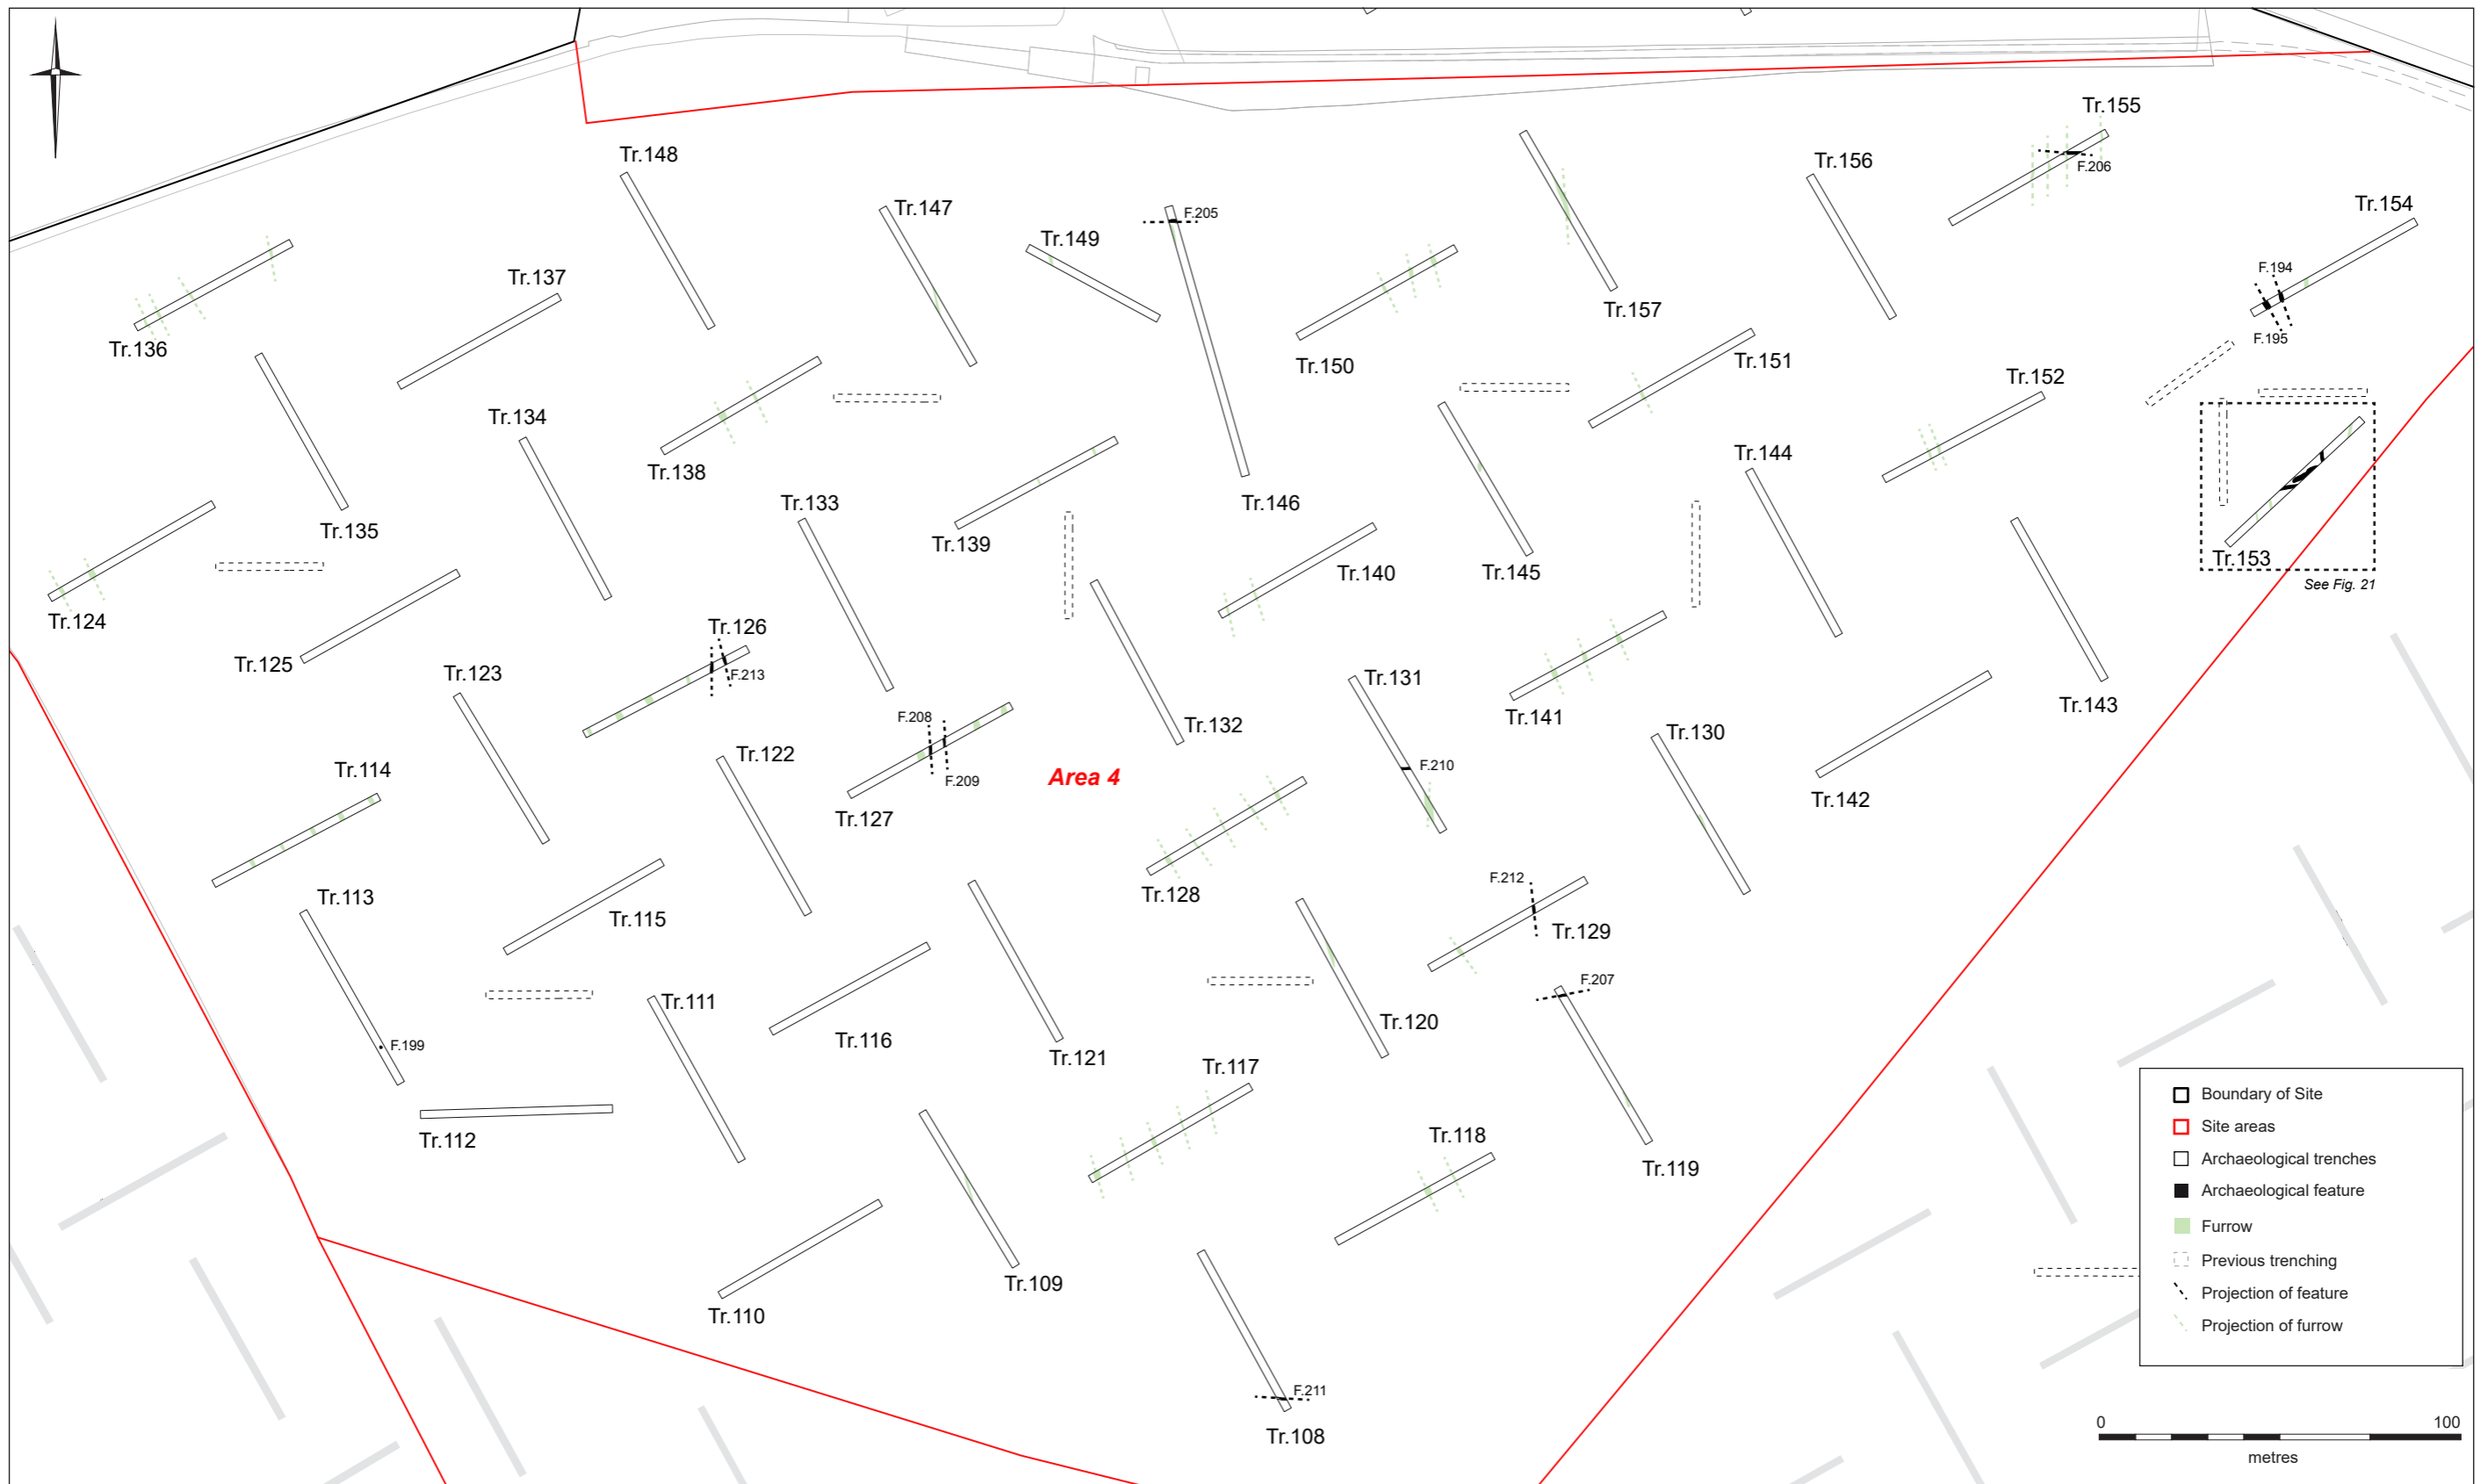 Tr.155
Tr.148
Tr.156
F.206
Tr.147
Tr.154
F.205
Tr.149
F.194
Tr.137
Tr.157
F.195
Tr.136
Tr.151
Tr.150
Tr.152
Tr.134
Tr.144
Tr.138
Tr.133
Tr.146
Tr.135
Tr.139
Tr.153
Tr.140
Tr.145
See Fig. 21
Tr.124
Tr.126
Tr.125
Tr.123
F.213
Tr.131
Tr.143
F.208
Tr.141
Tr.132
Tr.130
Tr.122
F.210
Tr.114
Area 4
F.209
Tr.142
Tr.127
F.212
Tr.128
Tr.113
Tr.115
Tr.129
F.207
Tr.111
Tr.120
Tr.116
F.199
Tr.121
Tr.117
Tr.112
Tr.118
Tr.119
Tr.109
Tr.110
F.211
Tr.108
Boundary of Site
Site areas
Archaeological trenches
Archaeological feature
Furrow
Previous trenching
Projection of feature
Projection of furrow
0 100
metres